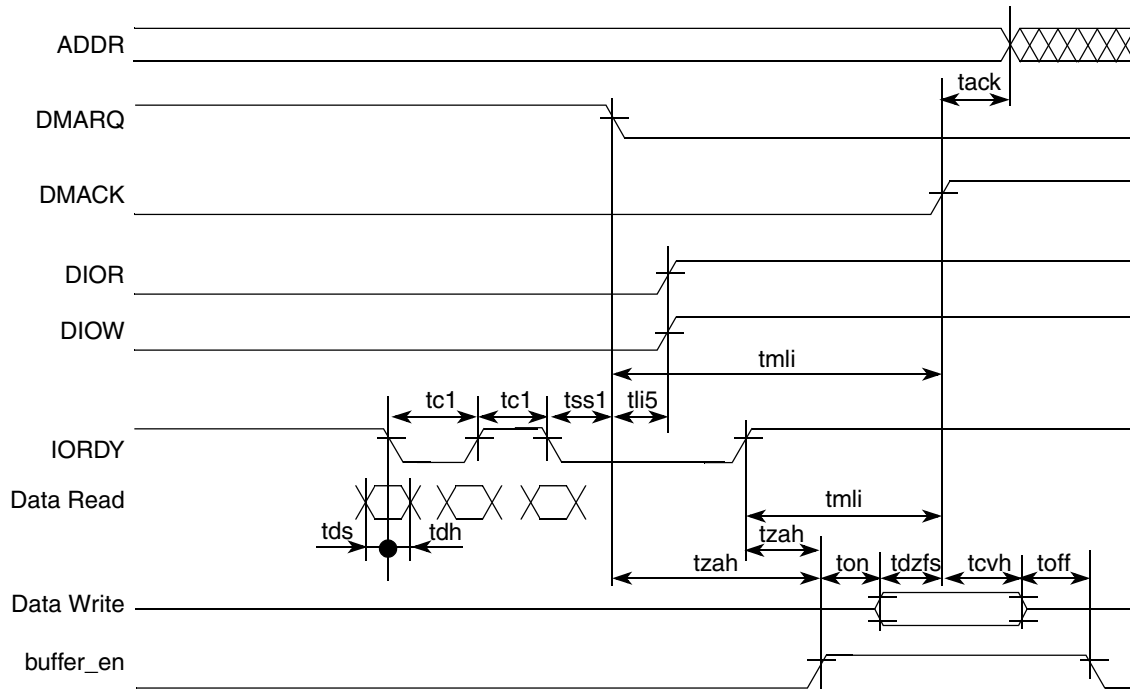 ADDR
tack
DMARQ
DMACK
DIOR
DIOW
tmli
tc1 tc1 tss1 tli5
IORDY
Data Read
tmli
tds tdh
tzah
tzah ton tdzfs tcvh toff
Data Write
buffer_en